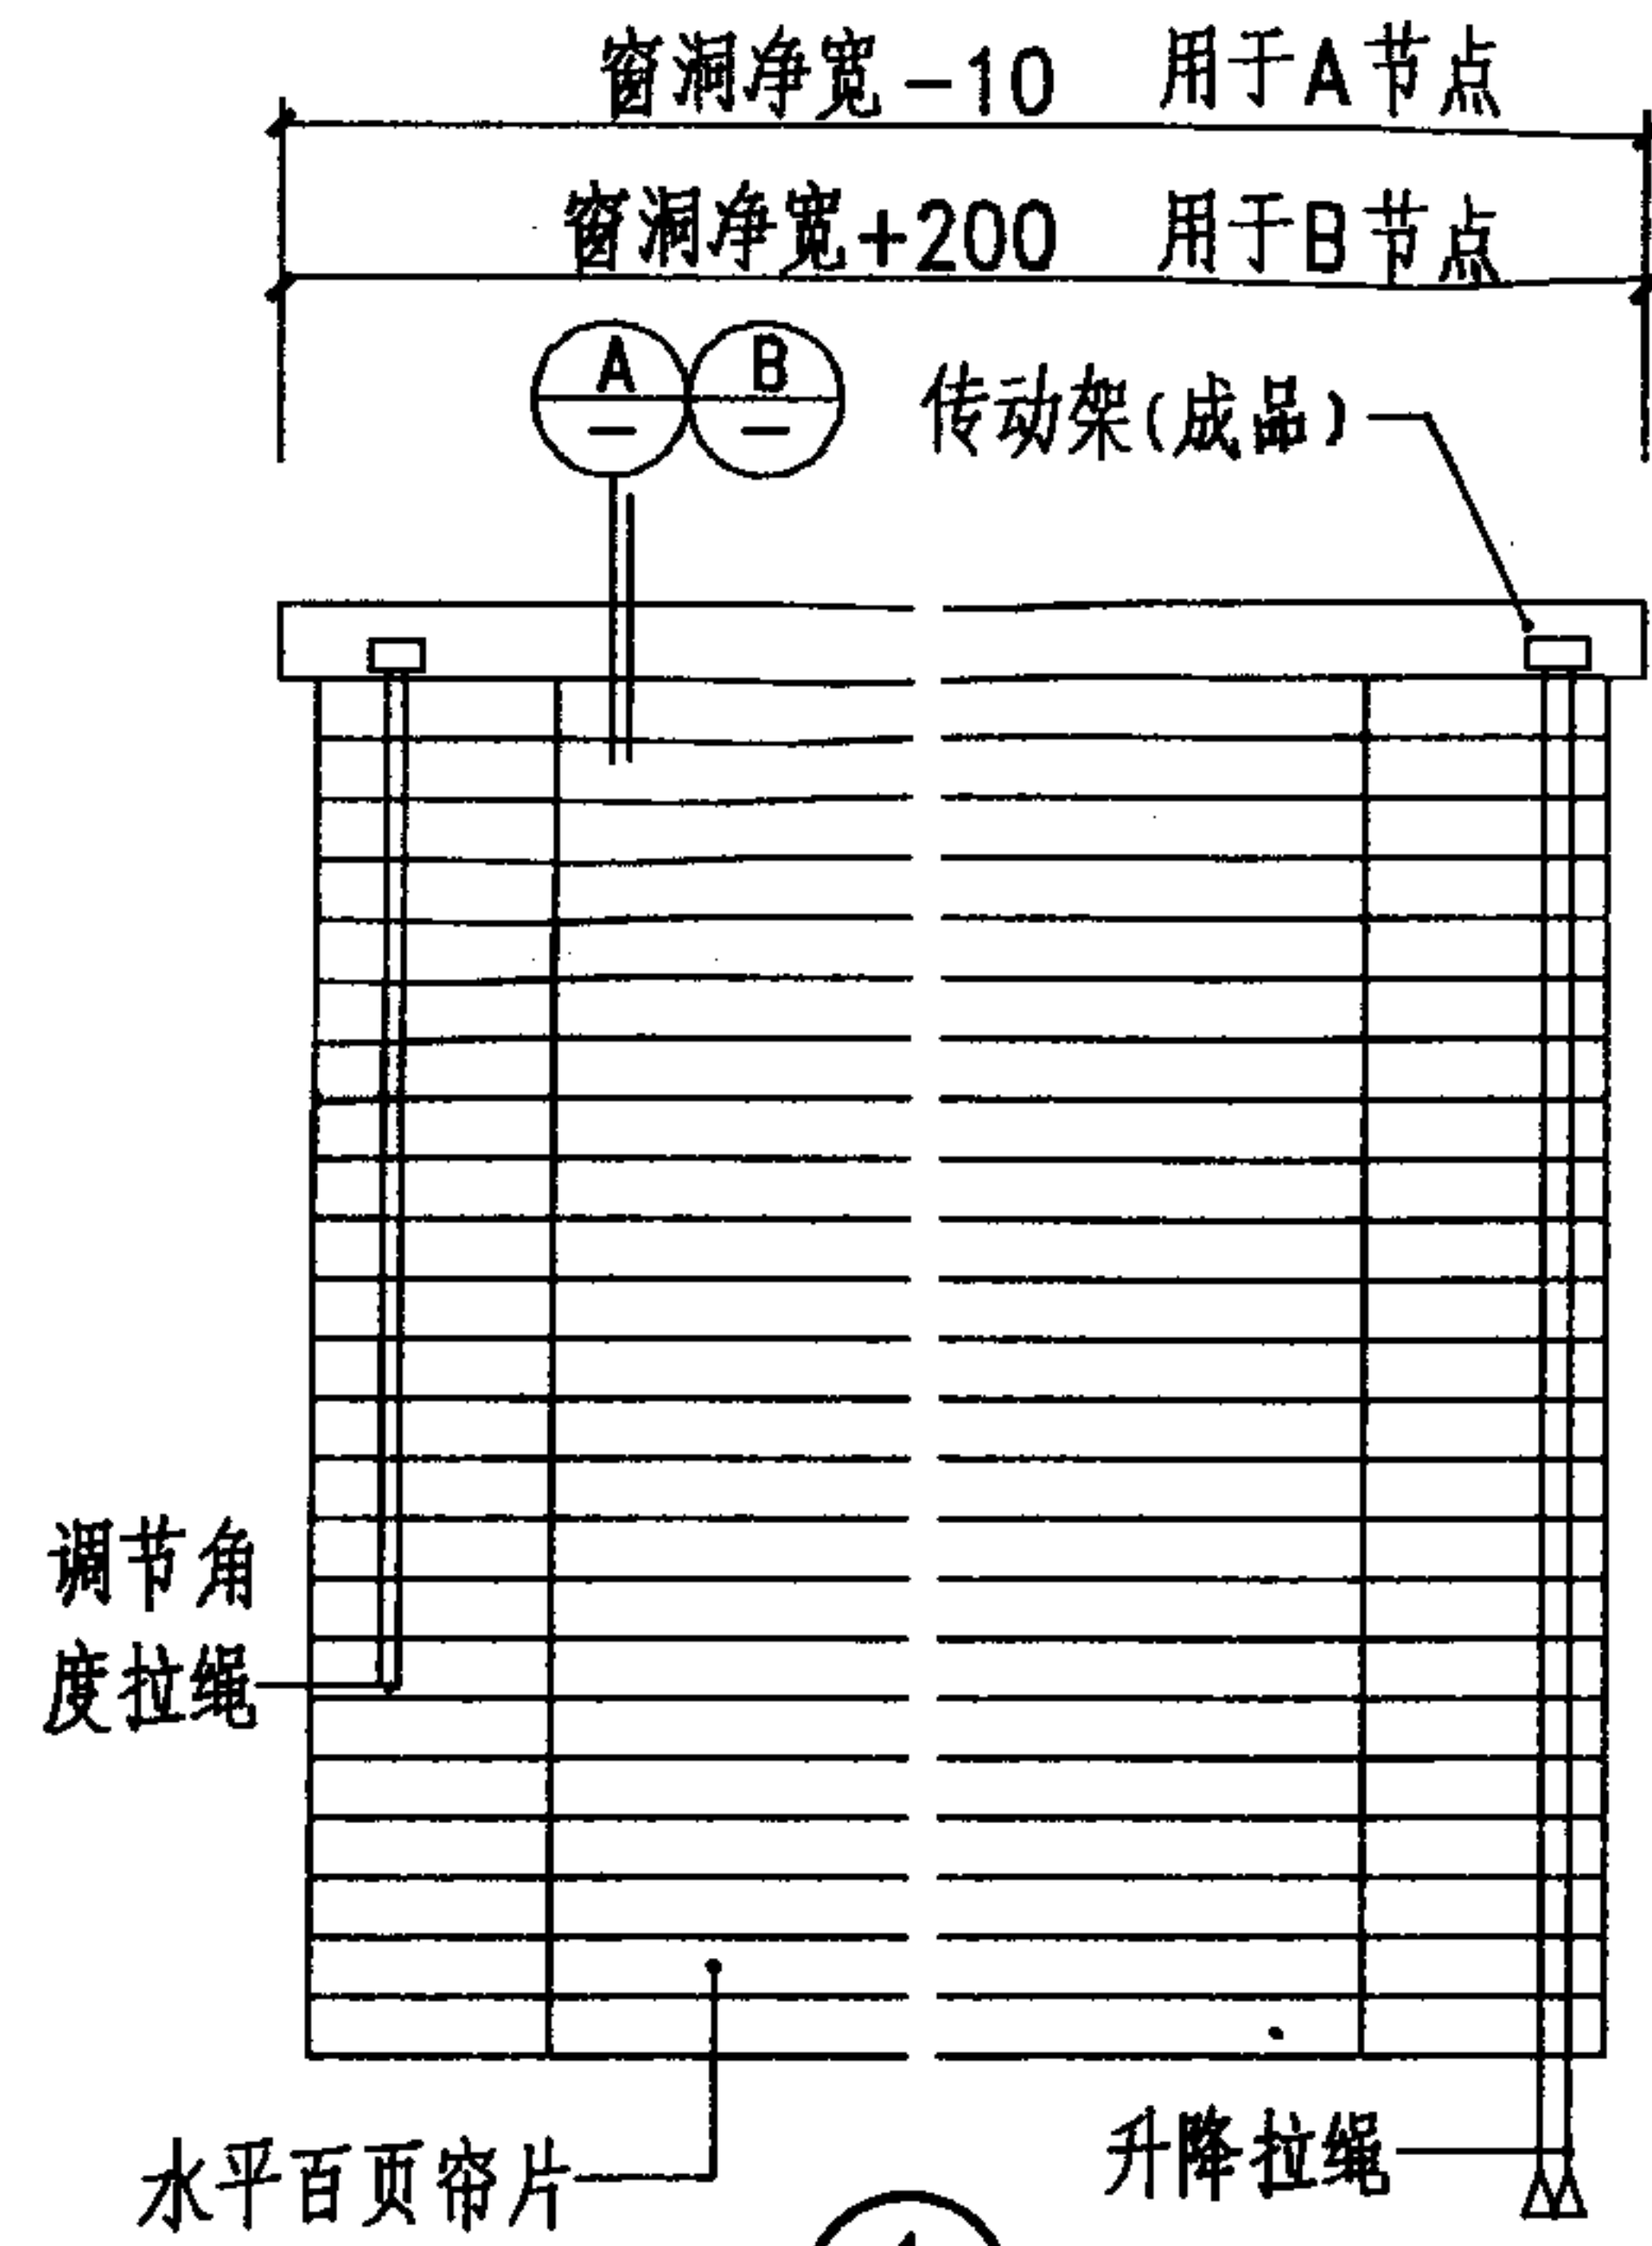 窗洞净宽-10 用于A节点
窗洞净宽+200 用于B节点
A B
- -
传动架(成品)
调节角
度拉绳
水平百页帘片
升降拉绳